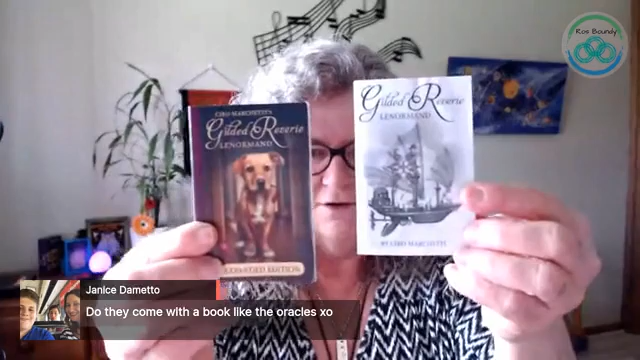 Ros Boundy
CIRO MARCHETTI'S
Gilded Reverie
LENORMAND
EXPANDED EDITION
Gilded Reverie
LENORMAND
BY CIRO MARCHETTI
Janice Dametto
Do they come with a book like the oracles xo